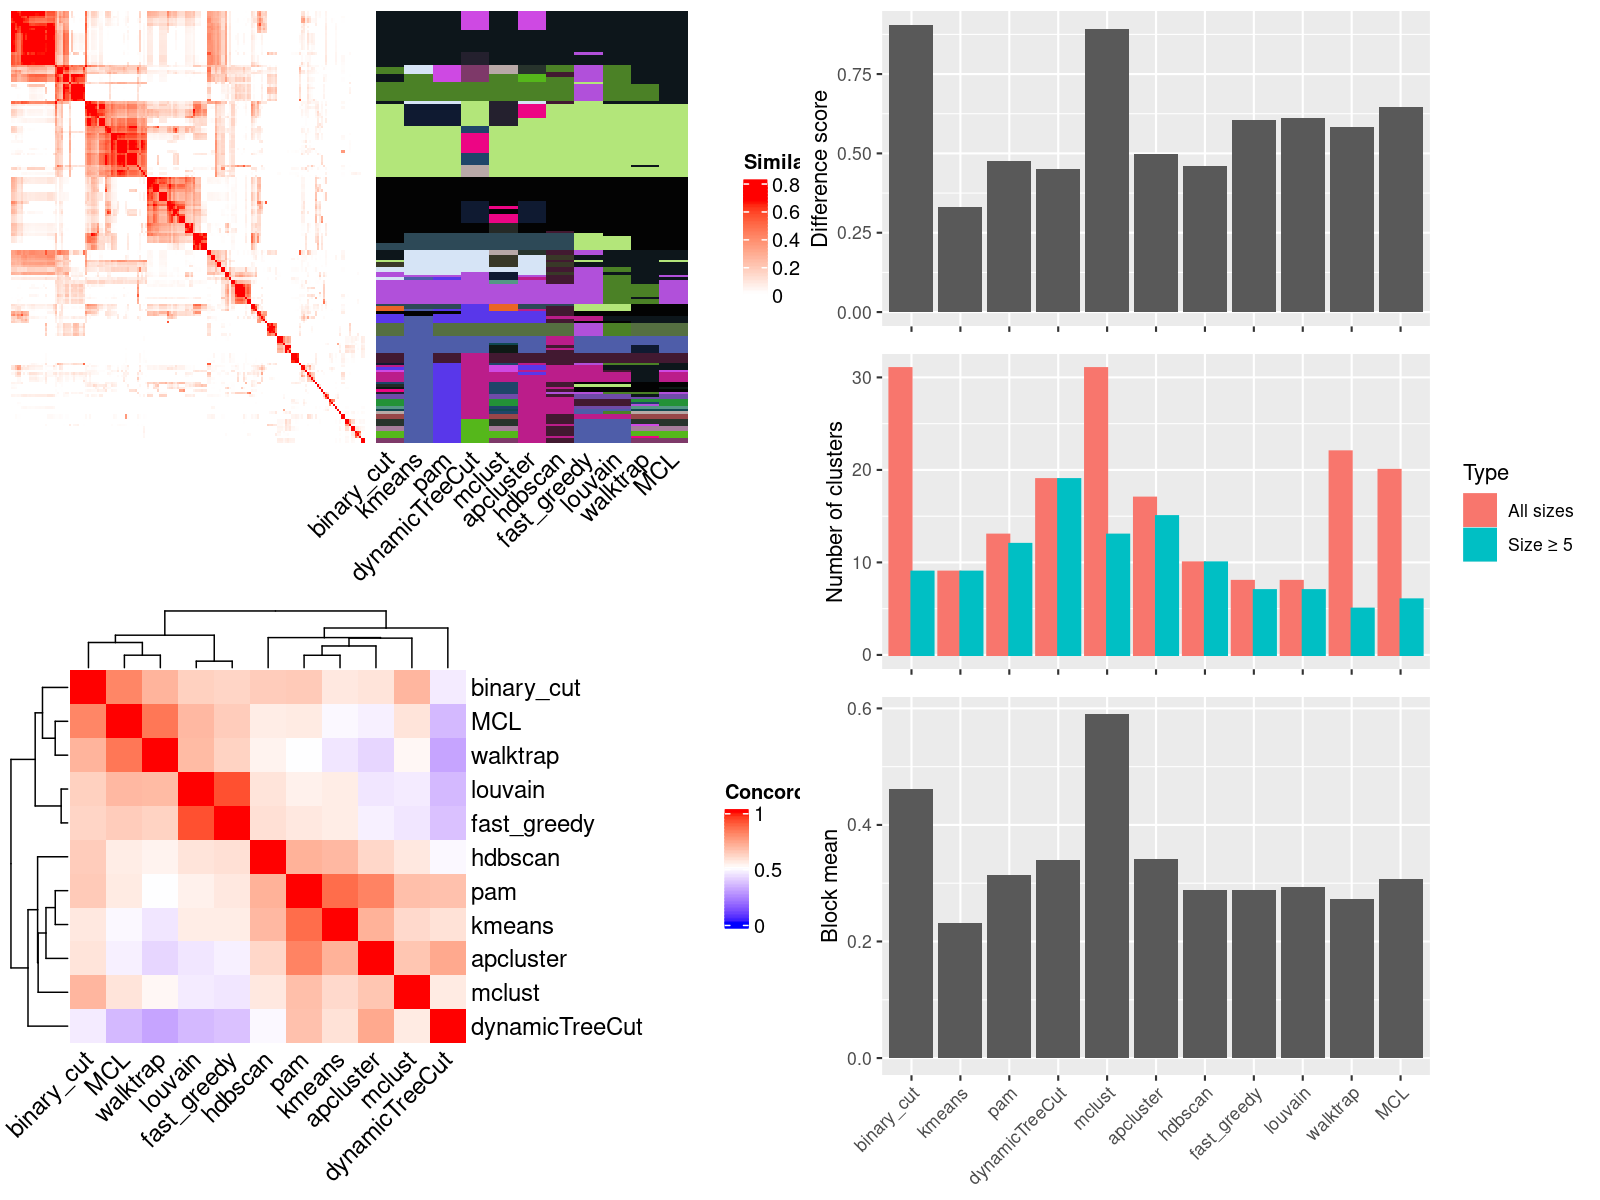 Simila
0.8
0.6
0.4
0.2
0
binary_cut
kmeans
pam
dynamicTreeCut
mclust
apcluster
hdbscan
fast_greedy
louvain
walktrap
MCL
binary_cut
MCL
walktrap
louvain
fast_greedy
hdbscan
pam
kmeans
apcluster
mclust
dynamicTreeCut
binary_cut
MCL
walktrap
louvain
fast_greedy
hdbscan
pam
kmeans
apcluster
mclust
dynamicTreeCut
Concord
1
0.5
0
Difference score
0.75
0.50
0.25
0.00
Number of clusters
30
20
10
0
Type
All sizes
Size ≥ 5
Block mean
0.6
0.4
0.2
0.0
binary_cut
kmeans
pam
dynamicTreeCut
mclust
apcluster
hdbscan
fast_greedy
louvain
walktrap
MCL